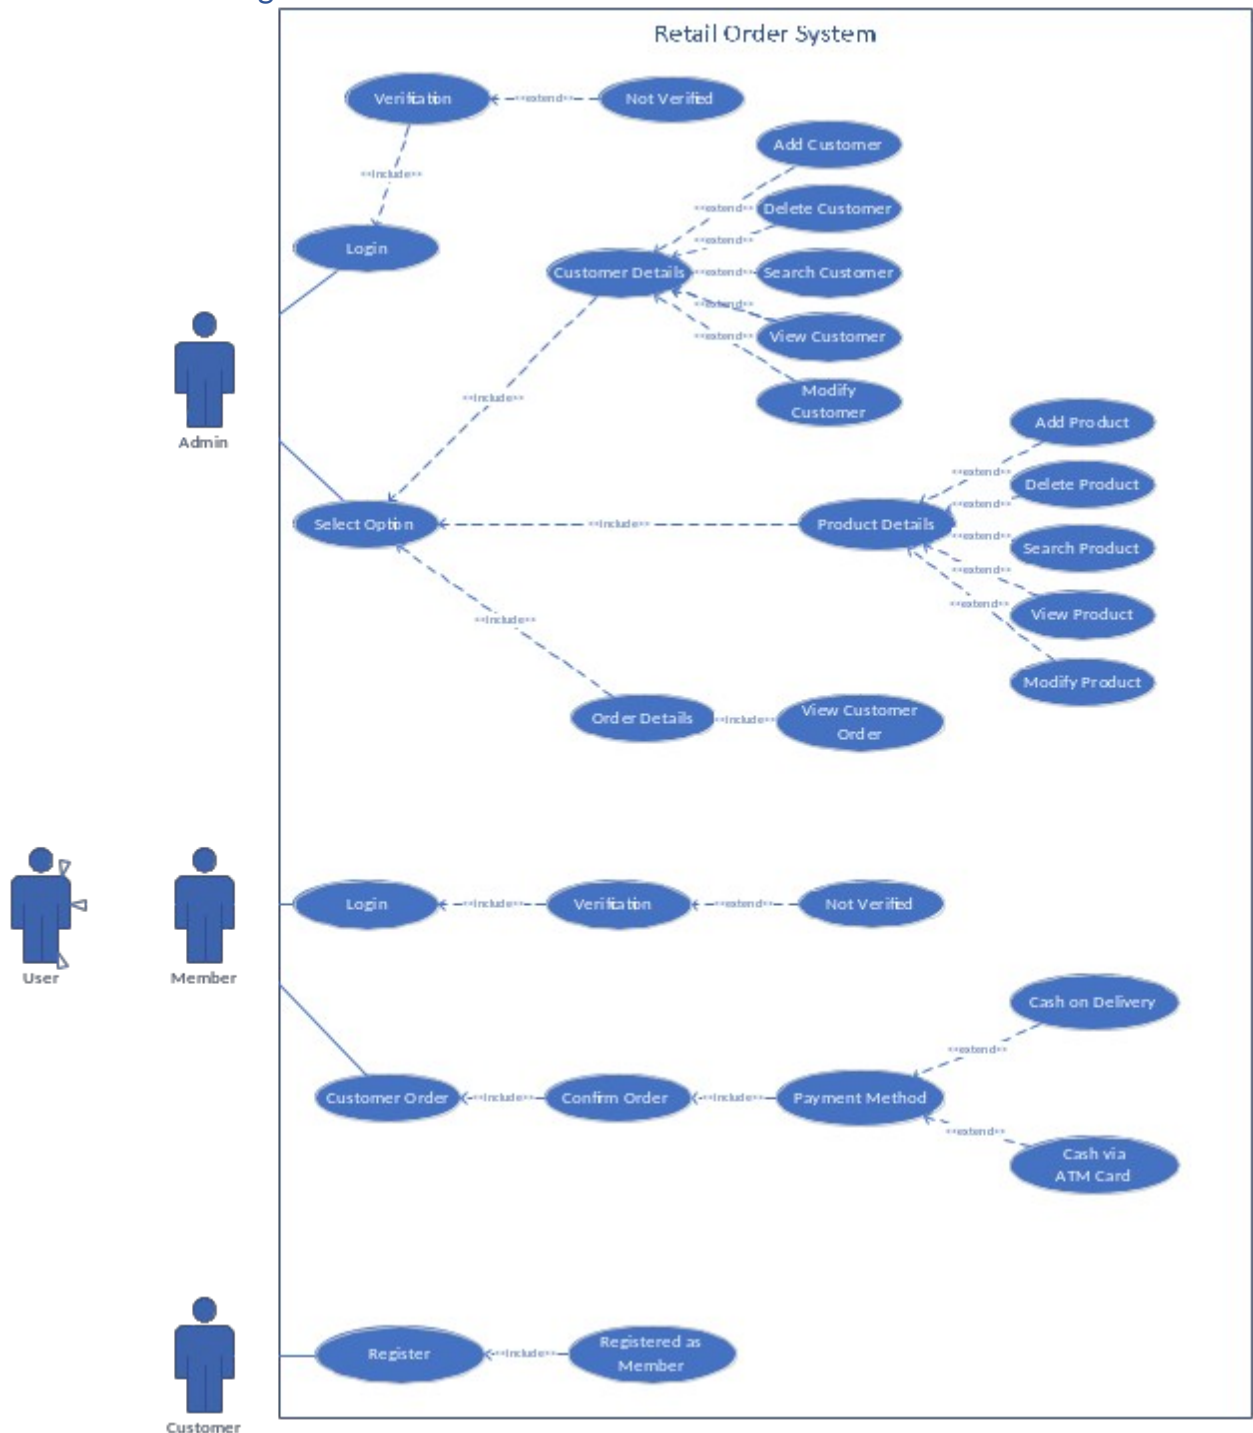 Retail Order System
Verification
<<extend>>
Not Verified
Add Customer
<<include>>
<<extend>>
Delete Customer
<<extend>>
Login
Customer Details
<<extend>>
Search Customer
<<extend>>
View Customer
<<extend>>
Modify
Customer
<<include>>
Admin
Add Product
<<extend>>
Delete Product
<<extend>>
Select Option
<<include>>
Product Details
<<extend>>
Search Product
<<extend>>
<<extend>>
View Product
<<include>>
Modify Product
Order Details
<<include>>
View Customer
Order
Login
<<include>>
Verification
<<extend>>
Not Verified
User
Member
Cash on Delivery
<<extend>>
Customer Order
<<include>>
Confirm Order
<<include>>
Payment Method
<<extend>>
Cash via
ATM Card
Register
<<include>>
Registered as
Member
Customer